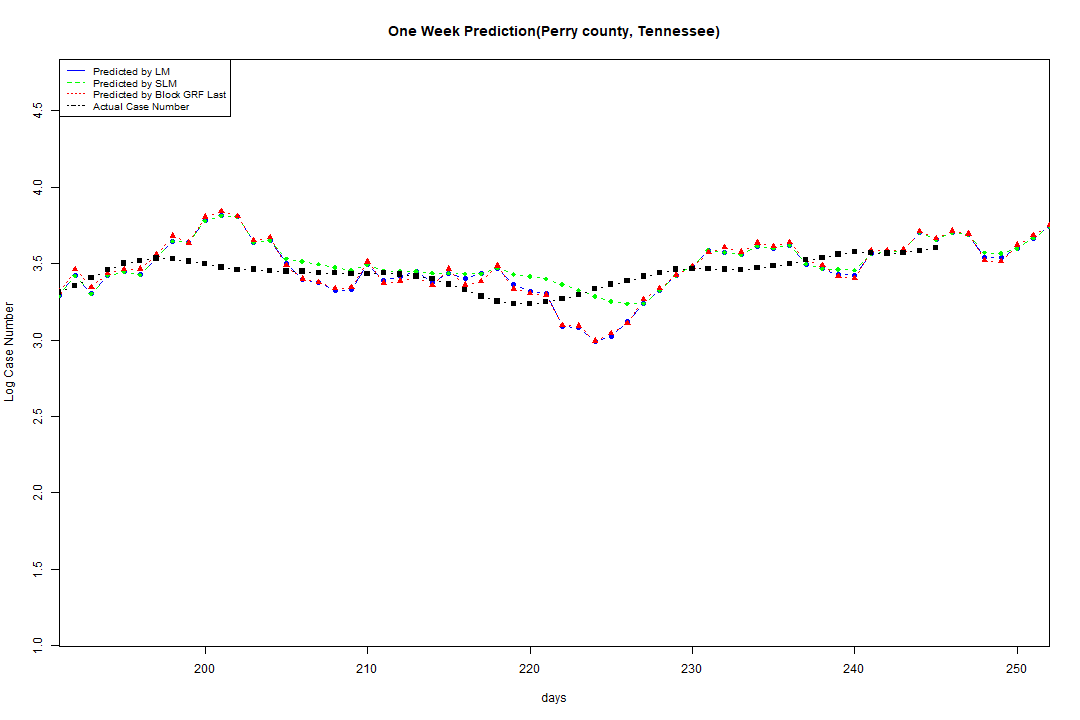 One Week Prediction(Perry county, Tennessee)
Predicted by LM
Predicted by SLM
Predicted by Block GRF Last
Actual Case Number
4.5
4.0
3.5
3.0
2.5
2.0
1.5
1.0
Log Case Number
200 210 220 230 240 250
days